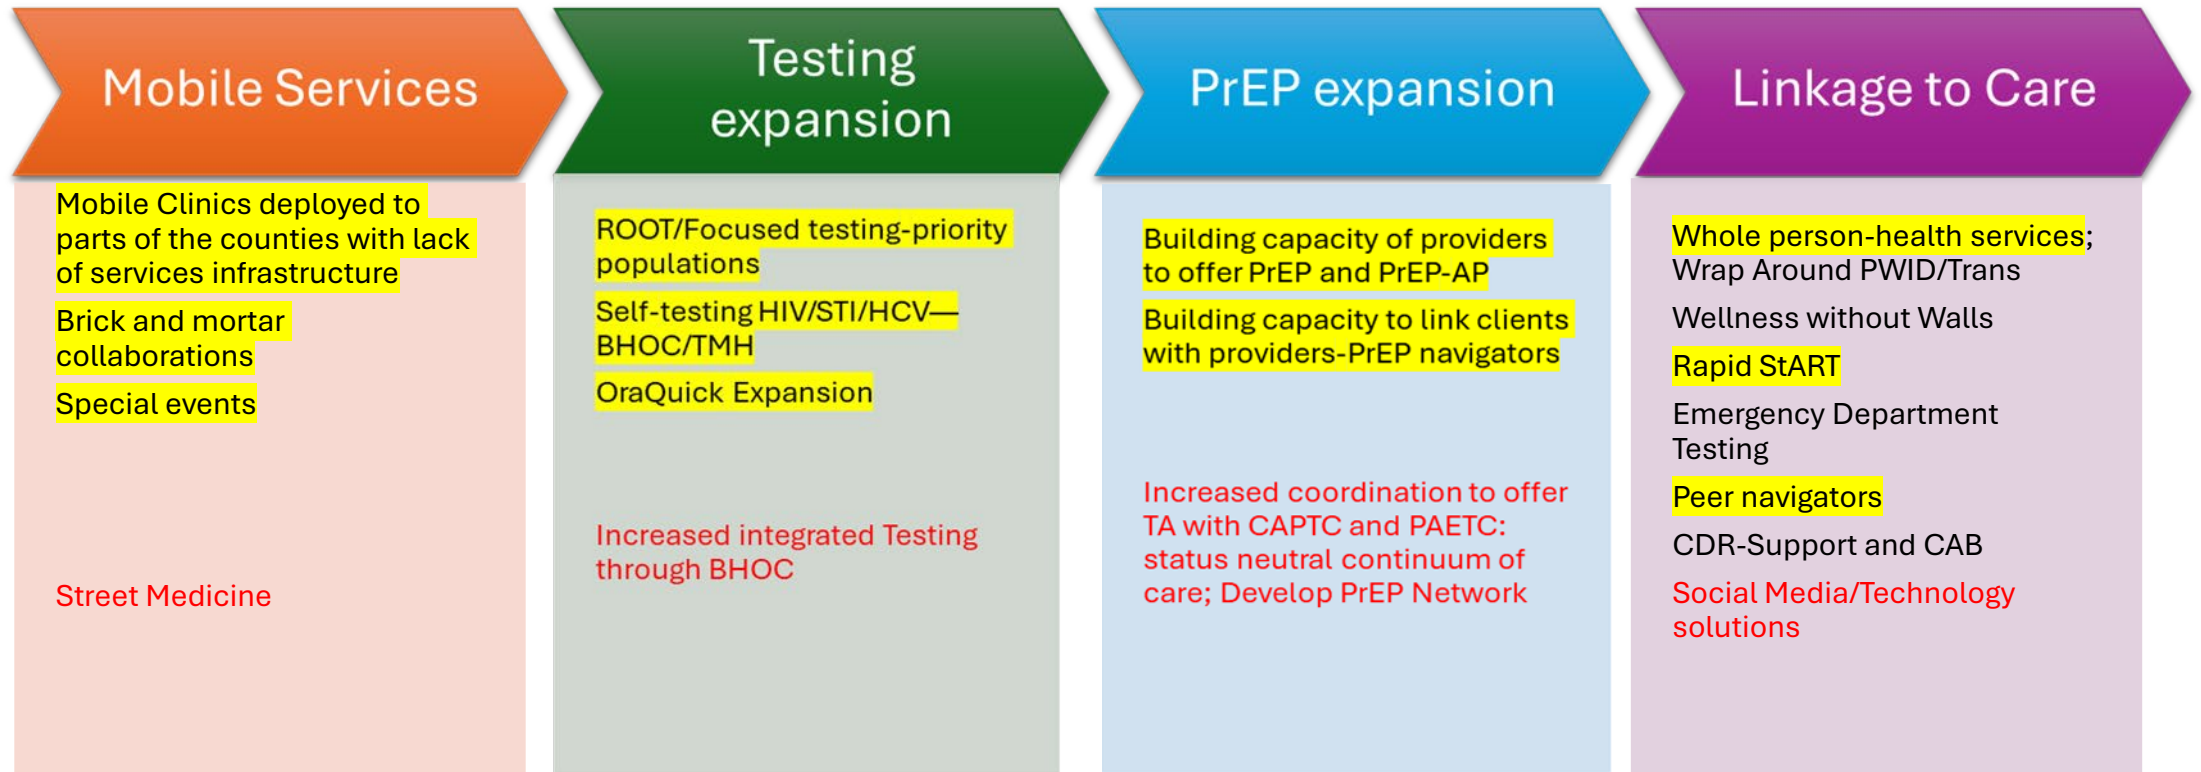 Mobile Services
Mobile Clinics deployed to
parts of the counties with lack
of services infrastructure
Brick and mortar
collaborations
Special events
Street Medicine
Testing
expansion
ROOT/Focused testing-priority
populations
Self-testing HIV/STI/HCV—
BHOC/TMH
OraQuick Expansion
Increased integrated Testing
through BHOC
PrEP expansion
Building capacity of providers
to offer PrEP and PrEP-AP
Building capacity to link clients
with providers-PrEP navigators
Increased coordination to offer
TA with CAPTC and PAETC:
status neutral continuum of
care; Develop PrEP Network
Linkage to Care
Whole person-health services;
Wrap Around PWID/Trans
Wellness without Walls
Rapid StART
Emergency Department
Testing
Peer navigators
CDR-Support and CAB
Social Media/Technology
solutions